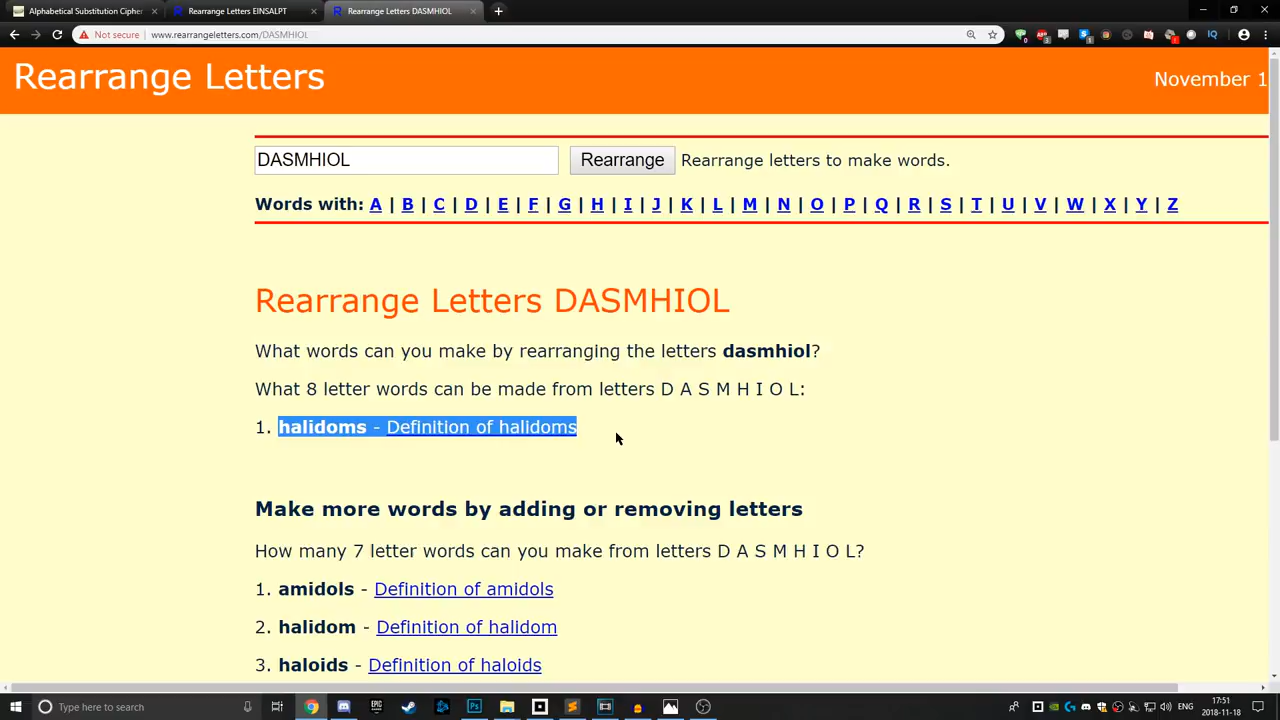 Alphabetical Substitution Cipher
Rearrange Letters EINSALPT
Rearrange Letters DASMHIOL
Not secure | www.rearrangeletters.com/DASMHIOL
Rearrange Letters
November 1
DASMHIOL
Rearrange
Rearrange letters to make words.
Words with: A | B | C | D | E | F | G | H | I | J | K | L | M | N | O | P | Q | R | S | T | U | V | W | X | Y | Z
Rearrange Letters DASMHIOL
What words can you make by rearranging the letters dasmhiol?
What 8 letter words can be made from letters D A S M H I O L:
1. halidoms - Definition of halidoms
Make more words by adding or removing letters
How many 7 letter words can you make from letters D A S M H I O L?
1. amidols - Definition of amidols
2. halidom - Definition of halidom
3. haloids - Definition of haloids
Type here to search
ENG
17:51
2018-11-18